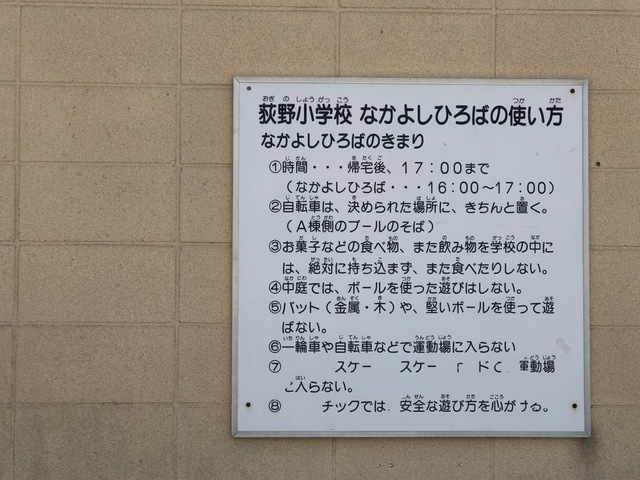 荻野小学校 なかよしひろばの使い方
なかよしひろばのきまり
①時間・・・帰宅後、17：00まで
（なかよしひろば・・・16：00～17：00）
②自転車は、決められた場所に、きちんと置く。
（A棟側のプールのそば）
③お菓子などの食べ物、また飲み物を学校の中に
は、絶対に持ち込まず、また食べたりしない。
④中庭では、ボールを使った遊びはしない。
⑤バット（金属・木）や、堅いボールを使って遊
ばない。
⑥一輪車や自転車などで運動場に入らない
⑦ スケー スケー ド 運動場
に入らない。
⑧ チックでは、安全な遊び方を心がける。